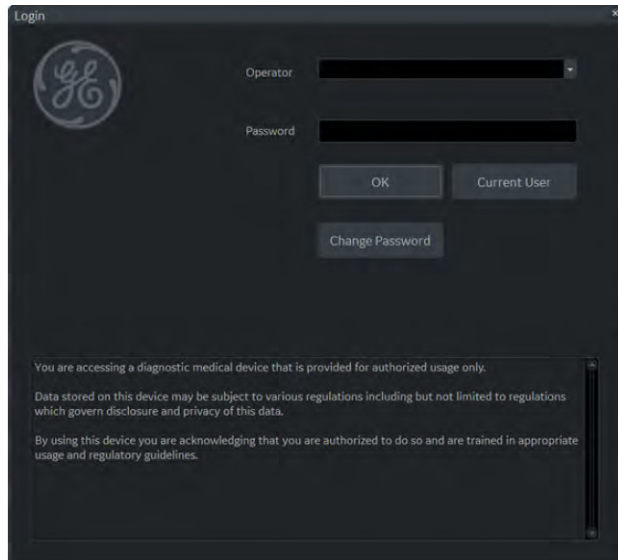 Login
GE
Operator
Password
OK
Current User
Change Password
You are accessing a diagnostic medical device that is provided for authorized usage only.
Data stored on this device may be subject to various regulations including but not limited to regulations
which govern disclosure and privacy of this data.
By using this device you are acknowledging that you are authorized to do so and are trained in appropriate
usage and regulatory guidelines.